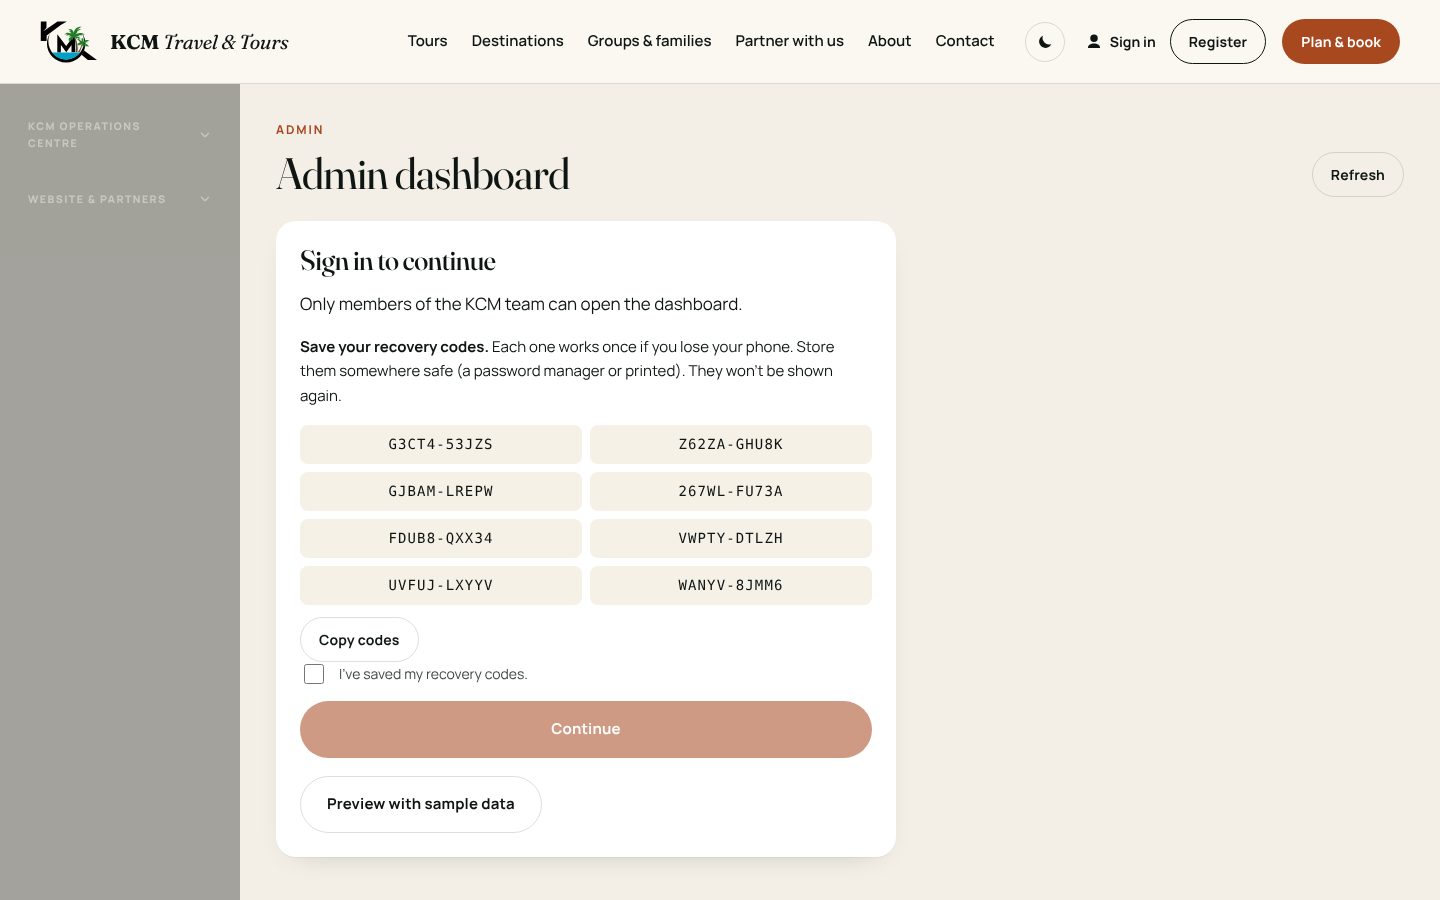 KCM Travel & Tours
Tours
Destinations
Groups & families
Partner with us
About
Contact
Sign in
Register
Plan & book
KCM OPERATIONS
CENTRE
WEBSITE & PARTNERS
ADMIN
Admin dashboard
Refresh
Sign in to continue
Only members of the KCM team can open the dashboard.
Save your recovery codes. Each one works once if you lose your phone. Store
them somewhere safe (a password manager or printed). They won't be shown
again.
G3CT4-53JZS
Z62ZA-GHU8K
GJBAM-LREPW
267WL-FU73A
FDUB8-QXX34
VWPTY-DTLZH
UVFUJ-LXYYV
WANYV-8JMM6
Copy codes
I've saved my recovery codes.
Continue
Preview with sample data